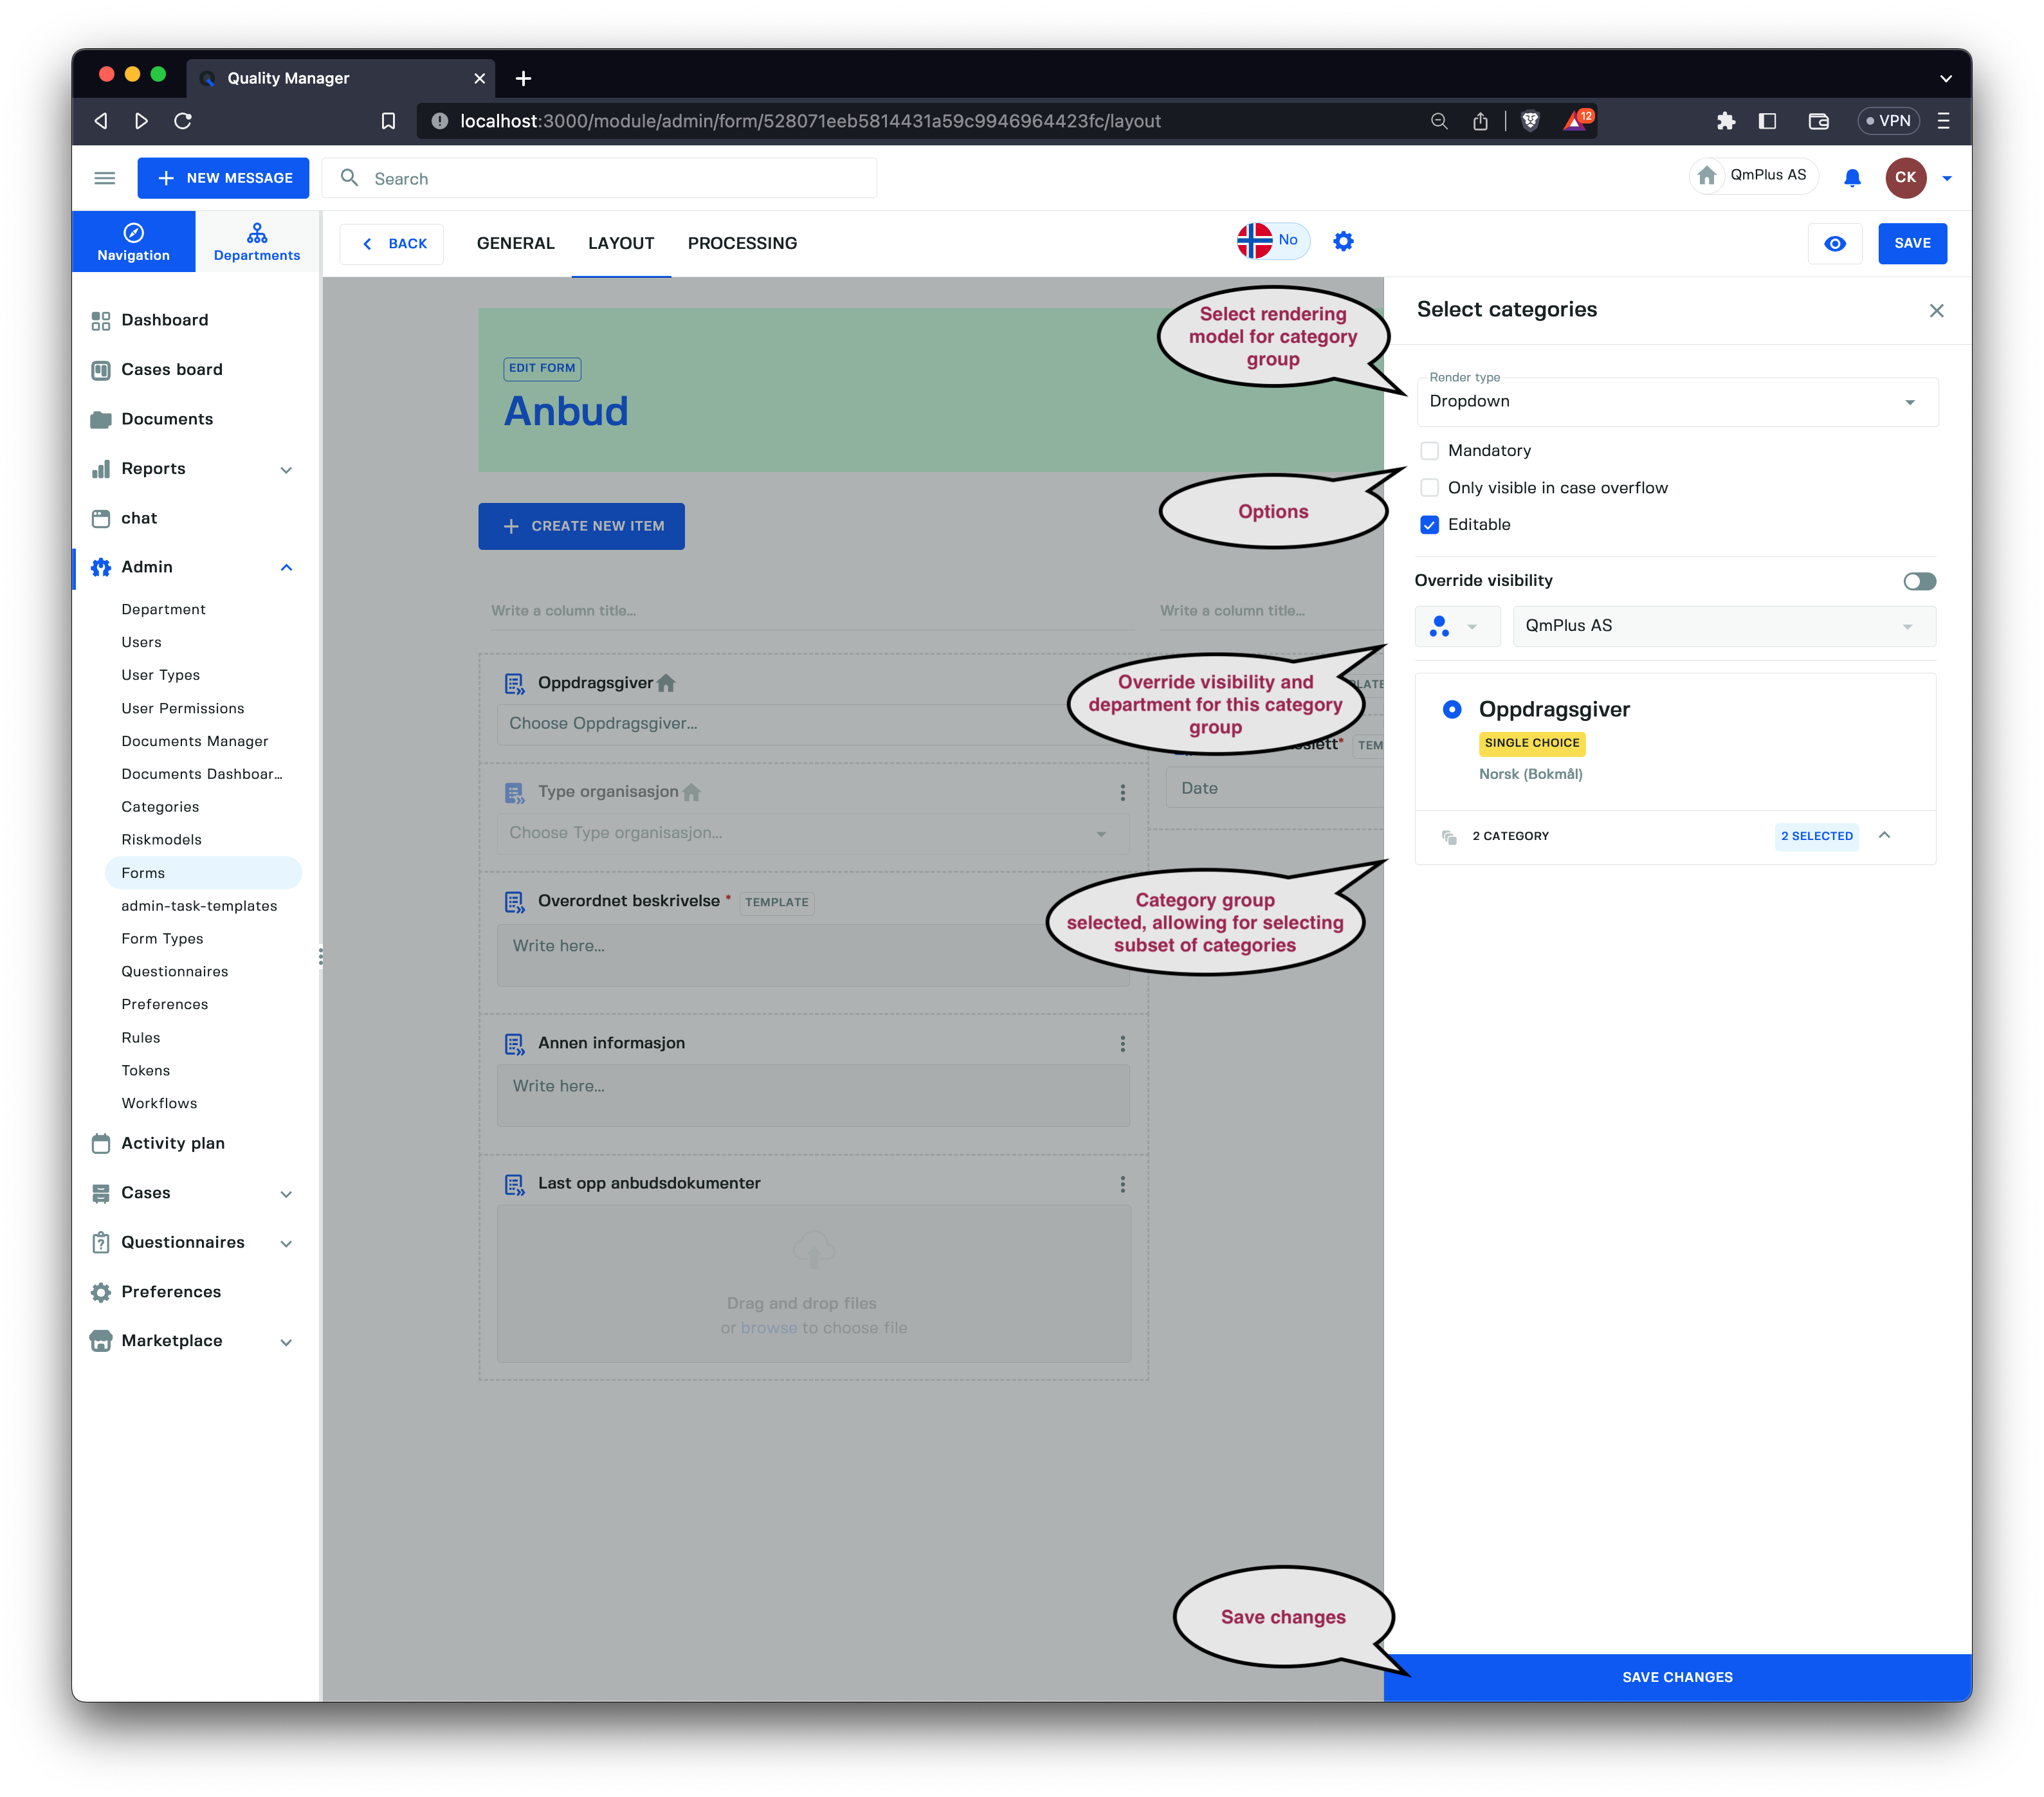 Quality Manager
localhost:3000/module/admin/form/528071eeb5814431a59c9946964423fc/layout
12
VPN
NEW MESSAGE
Search
QmPlus AS
CK
Navigation
Departments
BACK
GENERAL
LAYOUT
PROCESSING
No
SAVE
Dashboard
Cases board
Documents
Reports
chat
Admin
Department
Users
User Types
User Permissions
Documents Manager
Documents Dashboar...
Categories
Riskmodels
Forms
admin-task-templates
Form Types
Questionnaires
Preferences
Rules
Tokens
Workflows
Activity plan
Cases
Questionnaires
Preferences
Marketplace
EDIT FORM
Anbud
CREATE NEW ITEM
Write a column title...
Write a column title...
Oppdragsgiver
Choose Oppdragsgiver...
Type organisasjon
Choose Type organisasjon...
Overordnet beskrivelse * TEMPLATE
Write here...
Annen informasjon
Write here...
Last opp anbudsdokumenter
Drag and drop files
or browse to choose file
Date
Select rendering
model for category
group
Options
Override visibility and
department for this category
group
Category group
selected, allowing for selecting
subset of categories
Save changes
Select categories
Render type
Dropdown
Mandatory
Only visible in case overflow
Editable
Override visibility
QmPlus AS
Oppdragsgiver
SINGLE CHOICE
Norsk (Bokmål)
2 CATEGORY
2 SELECTED
SAVE CHANGES